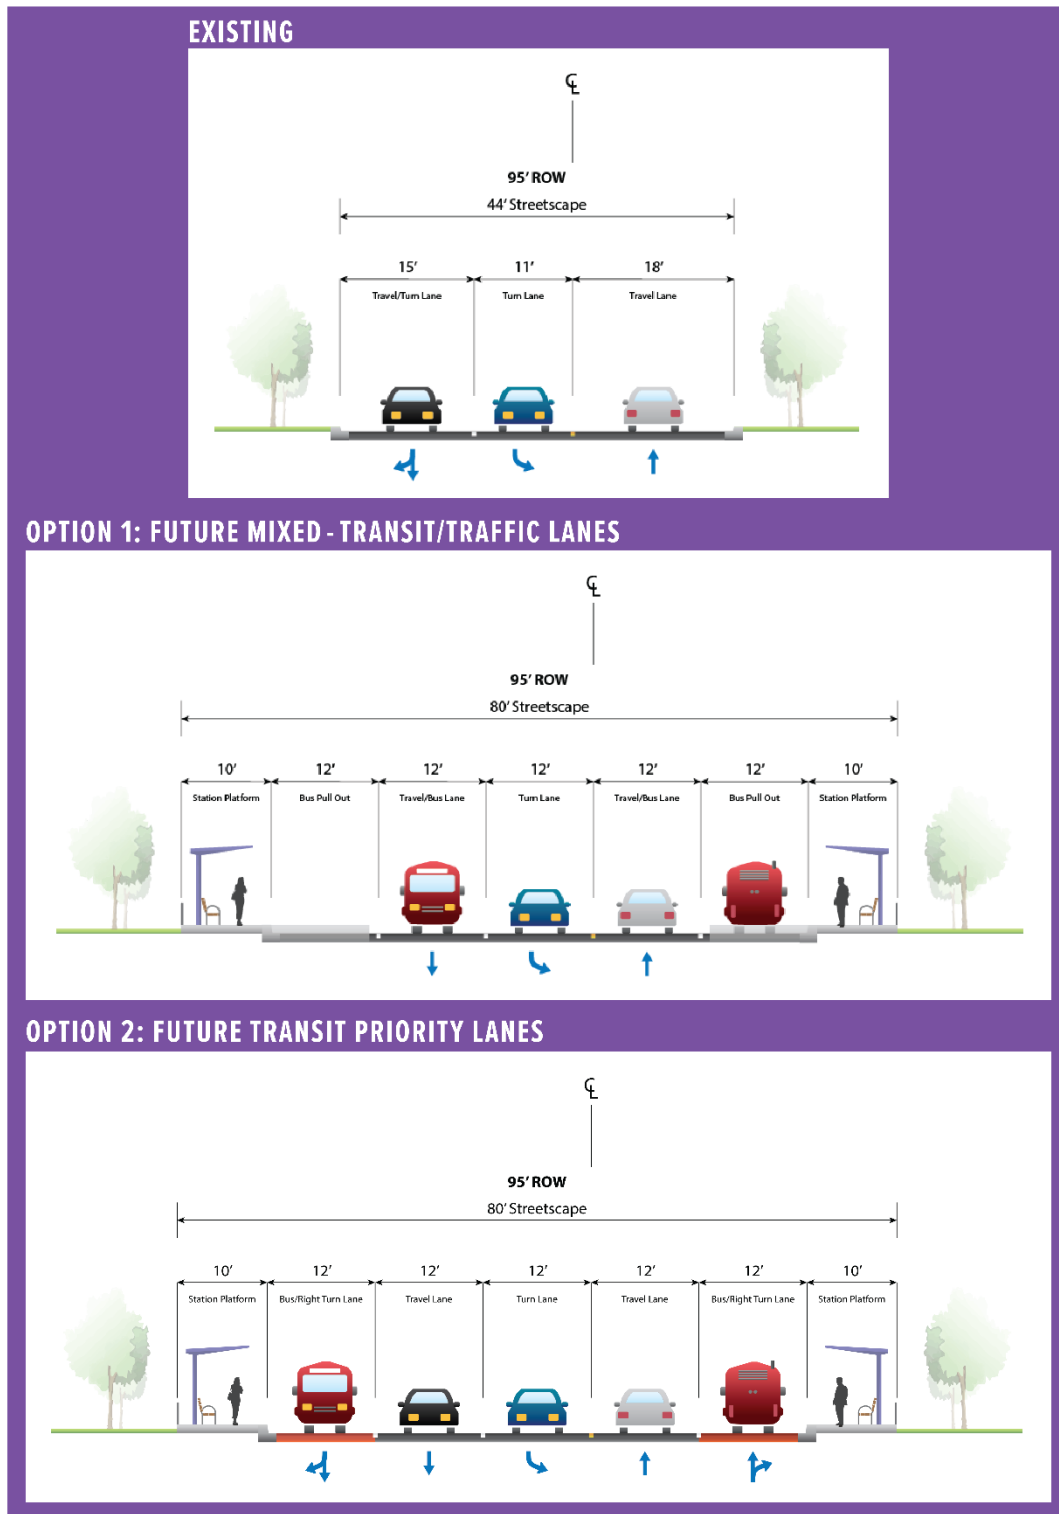 EXISTING
℄
95' ROW
44' Streetscape
15' 11' 18'
Travel/Turn Lane Turn Lane Travel Lane
OPTION 1: FUTURE MIXED - TRANSIT/TRAFFIC LANES
℄
95' ROW
80' Streetscape
10' 12' 12' 12' 12' 12' 10'
Station Platform Bus Pull Out Travel/Bus Lane Turn Lane Travel/Bus Lane Bus Pull Out Station Platform
OPTION 2: FUTURE TRANSIT PRIORITY LANES
℄
95' ROW
80' Streetscape
10' 12' 12' 12' 12' 12' 10'
Station Platform Bus/Right Turn Lane Travel Lane Turn Lane Travel Lane Bus/Right Turn Lane Station Platform